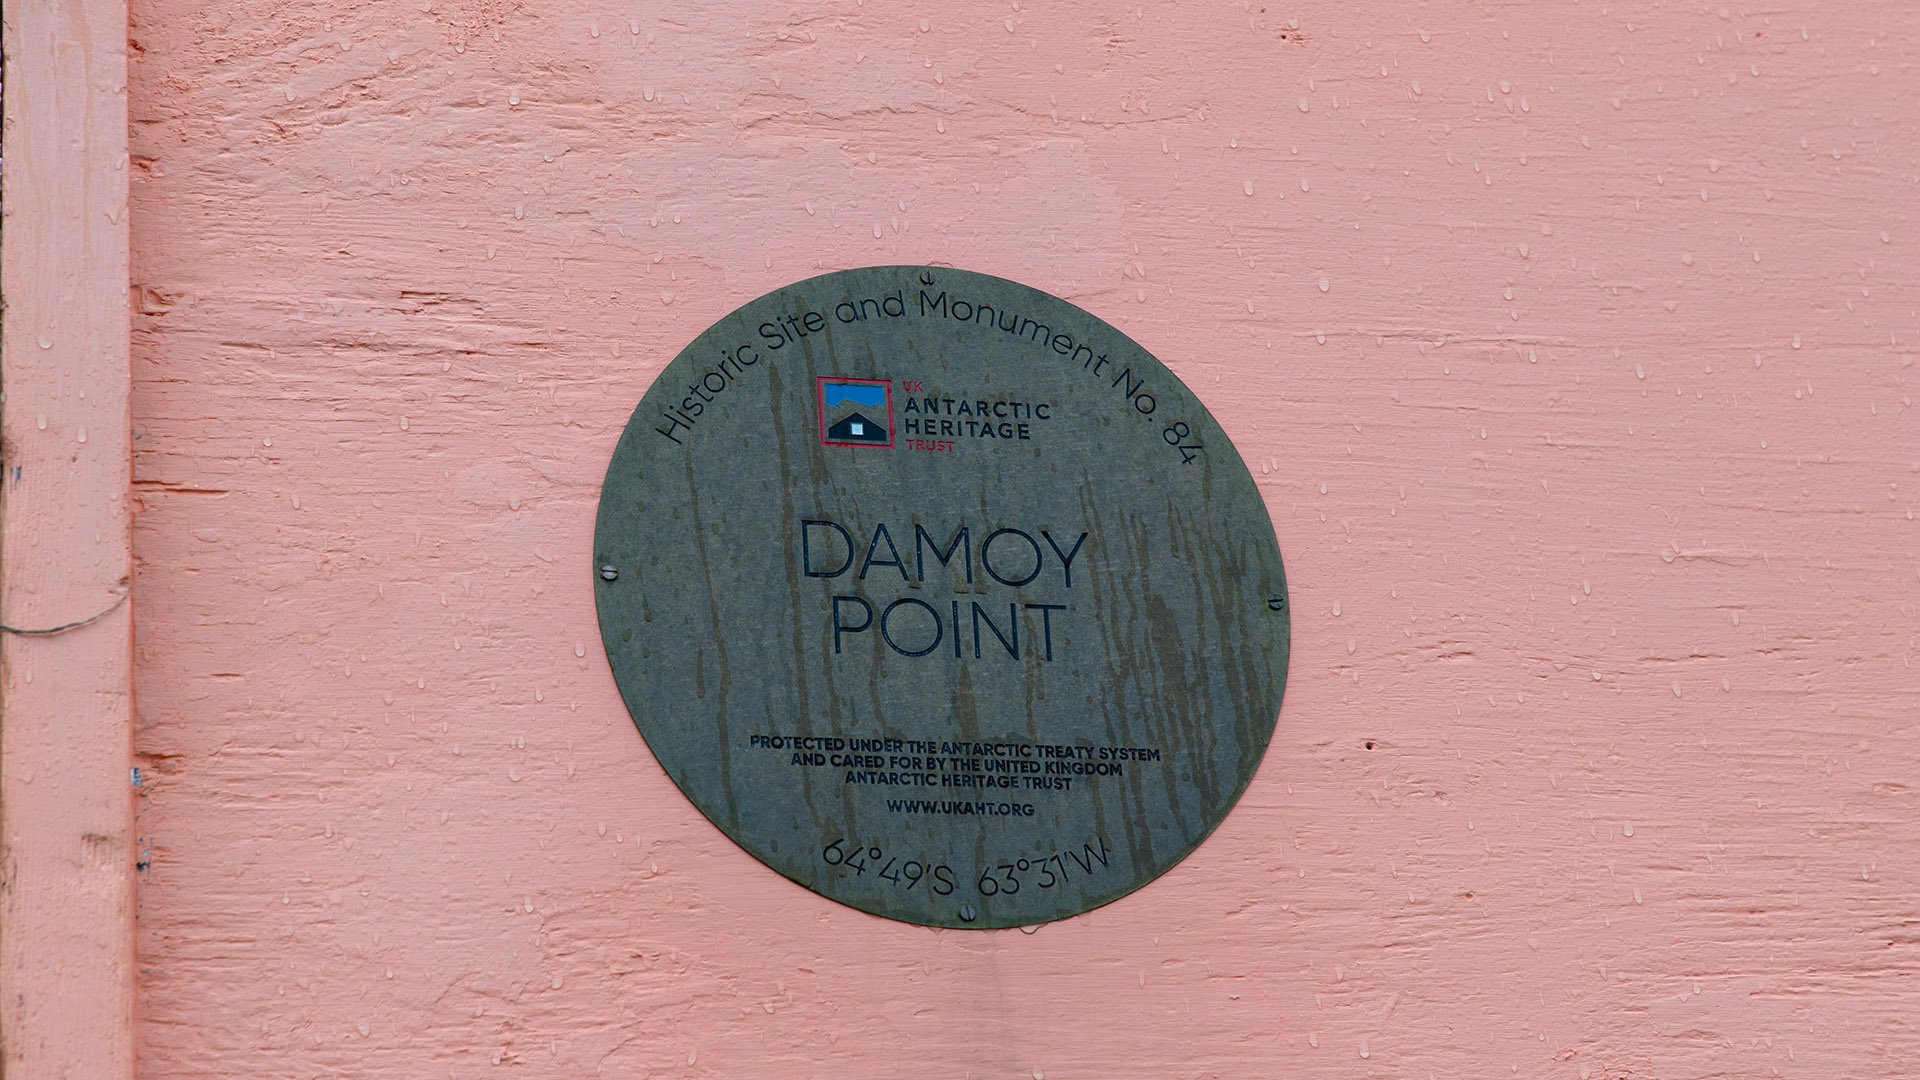 Historic Site and Monument No. 84
UK
ANTARCTIC
HERITAGE
TRUST
DAMOY
POINT
PROTECTED UNDER THE ANTARCTIC TREATY SYSTEM
AND CARED FOR BY THE UNITED KINGDOM
ANTARCTIC HERITAGE TRUST
WWW.UKAHT.ORG
64°49'S 63°31'W